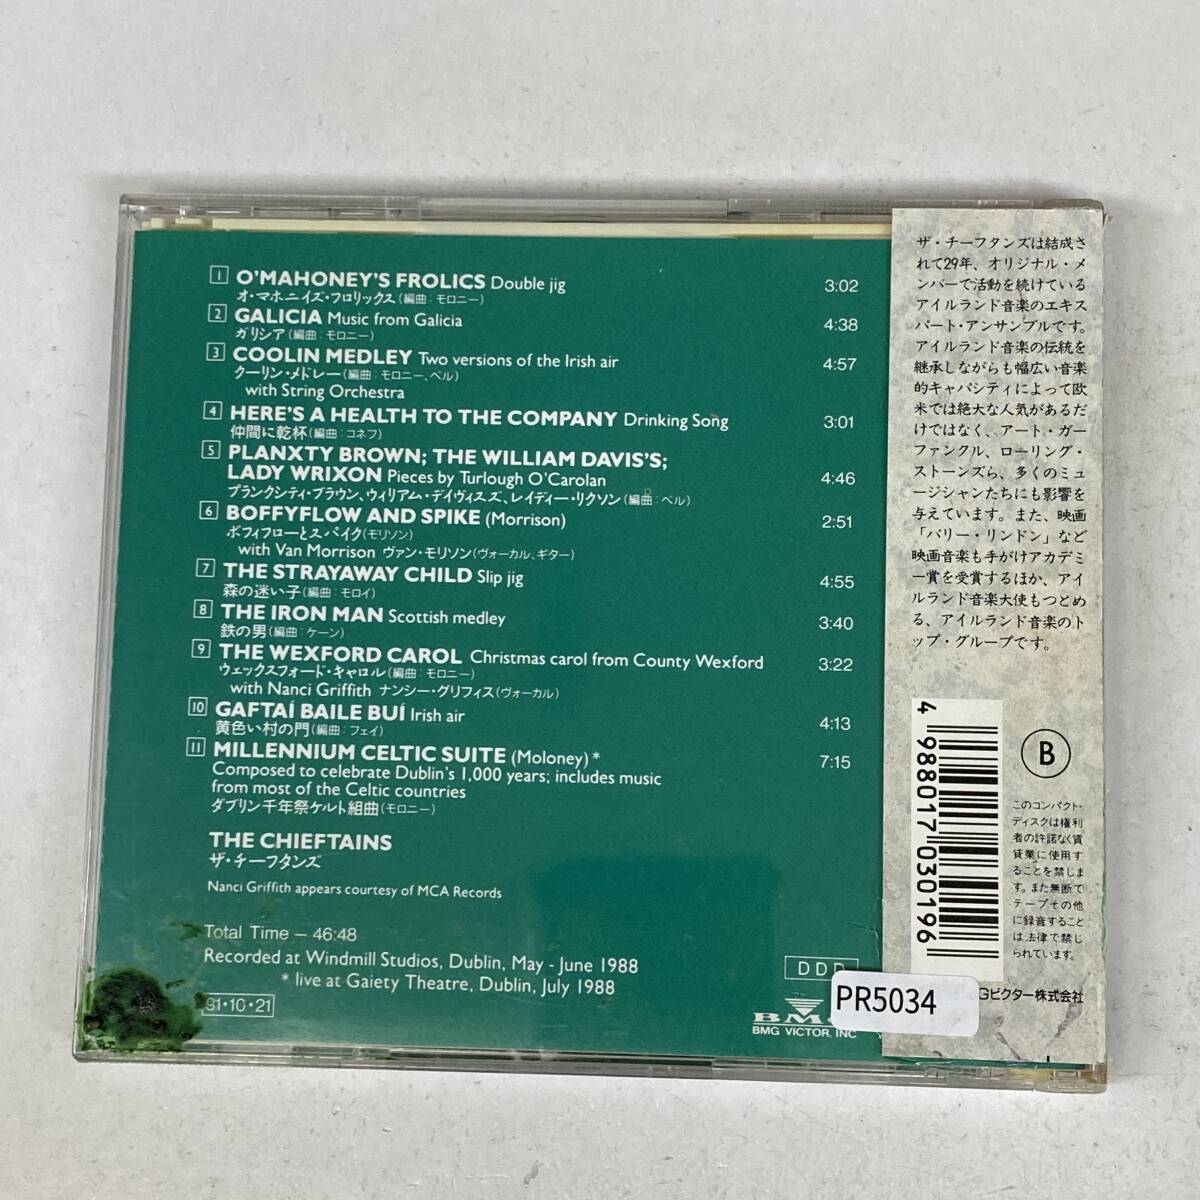 1 O'MAHONEY'S FROLICS Double jig 3:02
オ・マホニイズ・フロリックス(編曲:モロニー)
2 GALICIA Music from Galicia 4:38
ガリシア(編曲:モロニー)
3 COOLIN MEDLEY Two versions of the Irish air 4:57
クーリン・メドレー(編曲:モロニー、ベル)
with String Orchestra
4 HERE'S A HEALTH TO THE COMPANY Drinking Song 3:01
仲間に乾杯(編曲:コネフ)
5 PLANXTY BROWN; THE WILLIAM DAVIS'S;
LADY WRIXON Pieces by Turlough O'Carolan 4:46
プランクシティ・ブラウン、ウィリアム・デイヴィスズ、レイディー・リクソン(編曲:ベル)
6 BOFFYFLOW AND SPIKE (Morrison) 2:51
ボフィフローとスパイク(モリソン)
with Van Morrison ヴァン・モリソン(ヴォーカル、ギター)
7 THE STRAYAWAY CHILD Slip jig 4:55
森の迷い子(編曲:モロイ)
8 THE IRON MAN Scottish medley 3:40
鉄の男(編曲:ケーン)
9 THE WEXFORD CAROL Christmas carol from County Wexford 3:22
ウェックスフォード・キャロル(編曲:モロニー)
with Nanci Griffith ナンシー・グリフィス(ヴォーカル)
10 GAFTAÍ BAILE BUÍ Irish air 4:13
黄色い村の門(編曲:フェイ)
11 MILLENNIUM CELTIC SUITE (Moloney)* 7:15
Composed to celebrate Dublin's 1,000 years; includes music
from most of the Celtic countries
ダブリン千年祭ケルト組曲(モロニー)
THE CHIEFTAINS
ザ・チーフタンズ
Nanci Griffith appears courtesy of MCA Records
Total Time – 46:48
Recorded at Windmill Studios, Dublin, May - June 1988
* live at Gaiety Theatre, Dublin, July 1988
91・10・21
DDD
BMG VICTOR, INC
PR5034
ザ・チーフタンズは結成さ
れて29年、オリジナル・メ
ンバーで活動を続けている
アイルランド音楽のエキス
パート・アンサンブルです。
アイルランド音楽の伝統を
継承しながらも幅広い音楽
的キャパシティによって欧
米では絶大な人気があるだ
けではなく、アート・ガー
ファンクル、ローリング・
ストーンズら、多くのミュ
ージシャンたちにも影響を
与えています。また、映画
「バリー・リンドン」など
映画音楽も手がけアカデミ
ー賞を受賞するほか、アイ
ルランド音楽大使もつとめ
る、アイルランド音楽のト
ップ・グループです。
4 988017 030196
B
このコンパクト・
ディスクは権利
者の許諾なく賃
貸業に使用す
ることを禁じま
す。また無断で
テープその他
に録音すること
は法律で禁じ
られています。
Gビクター株式会社